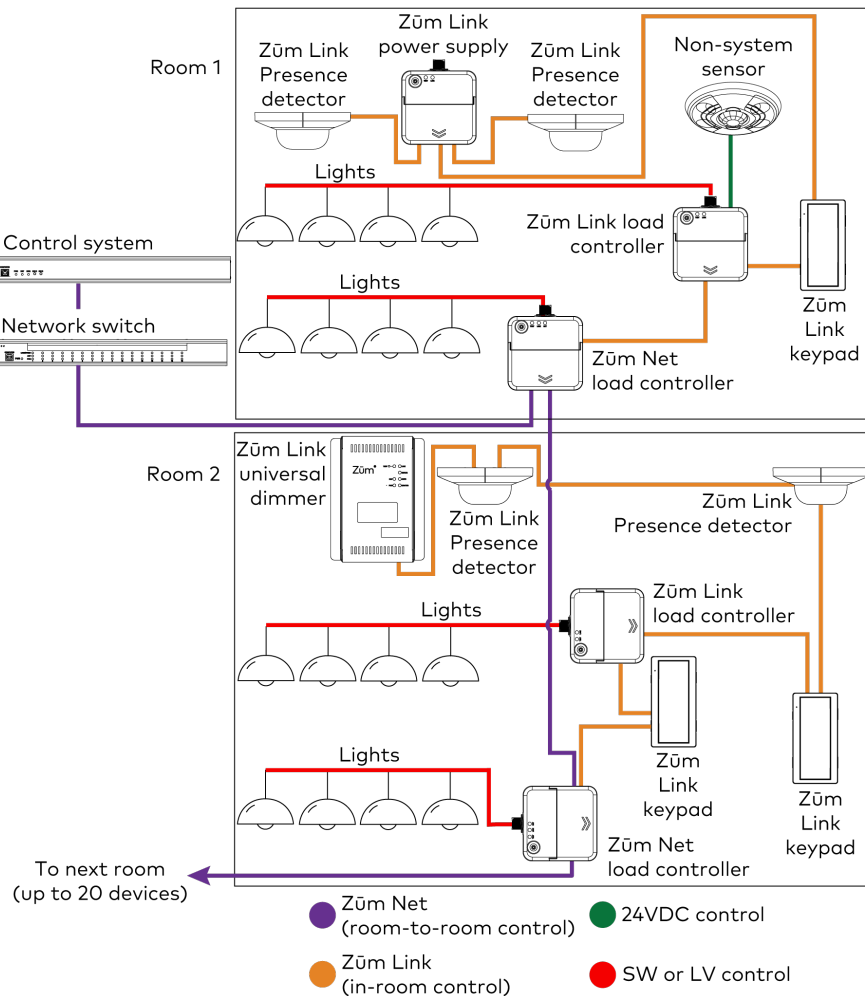 Room 1
Zūm Link
Presence
detector
Zūm Link
power supply
Zūm Link
Presence
detector
Non-system
sensor
Lights
Zūm Link load
controller
Control system
Lights
Network switch
Zūm Net
load controller
Zūm
Link
keypad
Room 2
Zūm Link
universal
dimmer
Zūm®
Zūm Link
Presence
detector
Zūm Link
Presence detector
Lights
Zūm Link
load controller
Lights
Zūm
Link
keypad
Zūm
Link
keypad
Zūm Net
load controller
To next room
(up to 20 devices)
Zūm Net
(room-to-room control)
24VDC control
Zūm Link
(in-room control)
SW or LV control